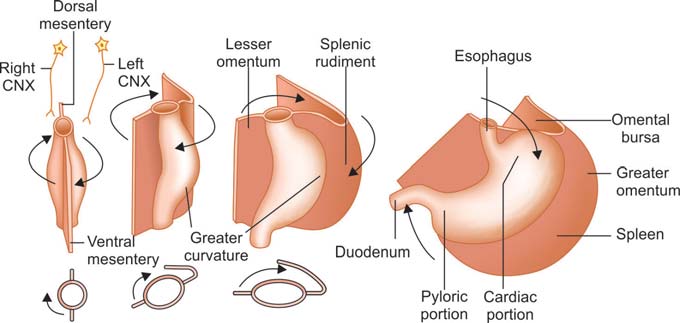 Dorsal
mesentery
Right
CNX
Left
CNX
Ventral
mesentery
Lesser
omentum
Splenic
rudiment
Greater
curvature
Esophagus
Omental
bursa
Greater
omentum
Spleen
Duodenum
Pyloric
portion
Cardiac
portion